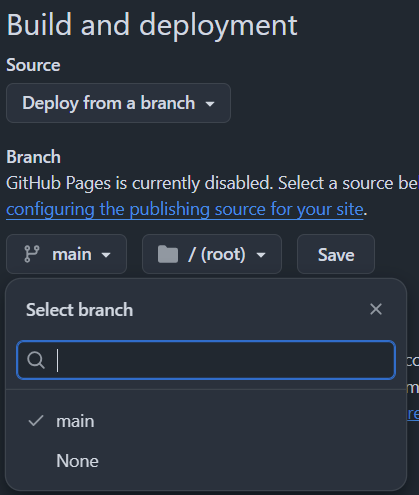 Build and deployment
Source
Deploy from a branch
Branch
GitHub Pages is currently disabled. Select a source be
configuring the publishing source for your site.
main
/ (root)
Save
Select branch
main
None